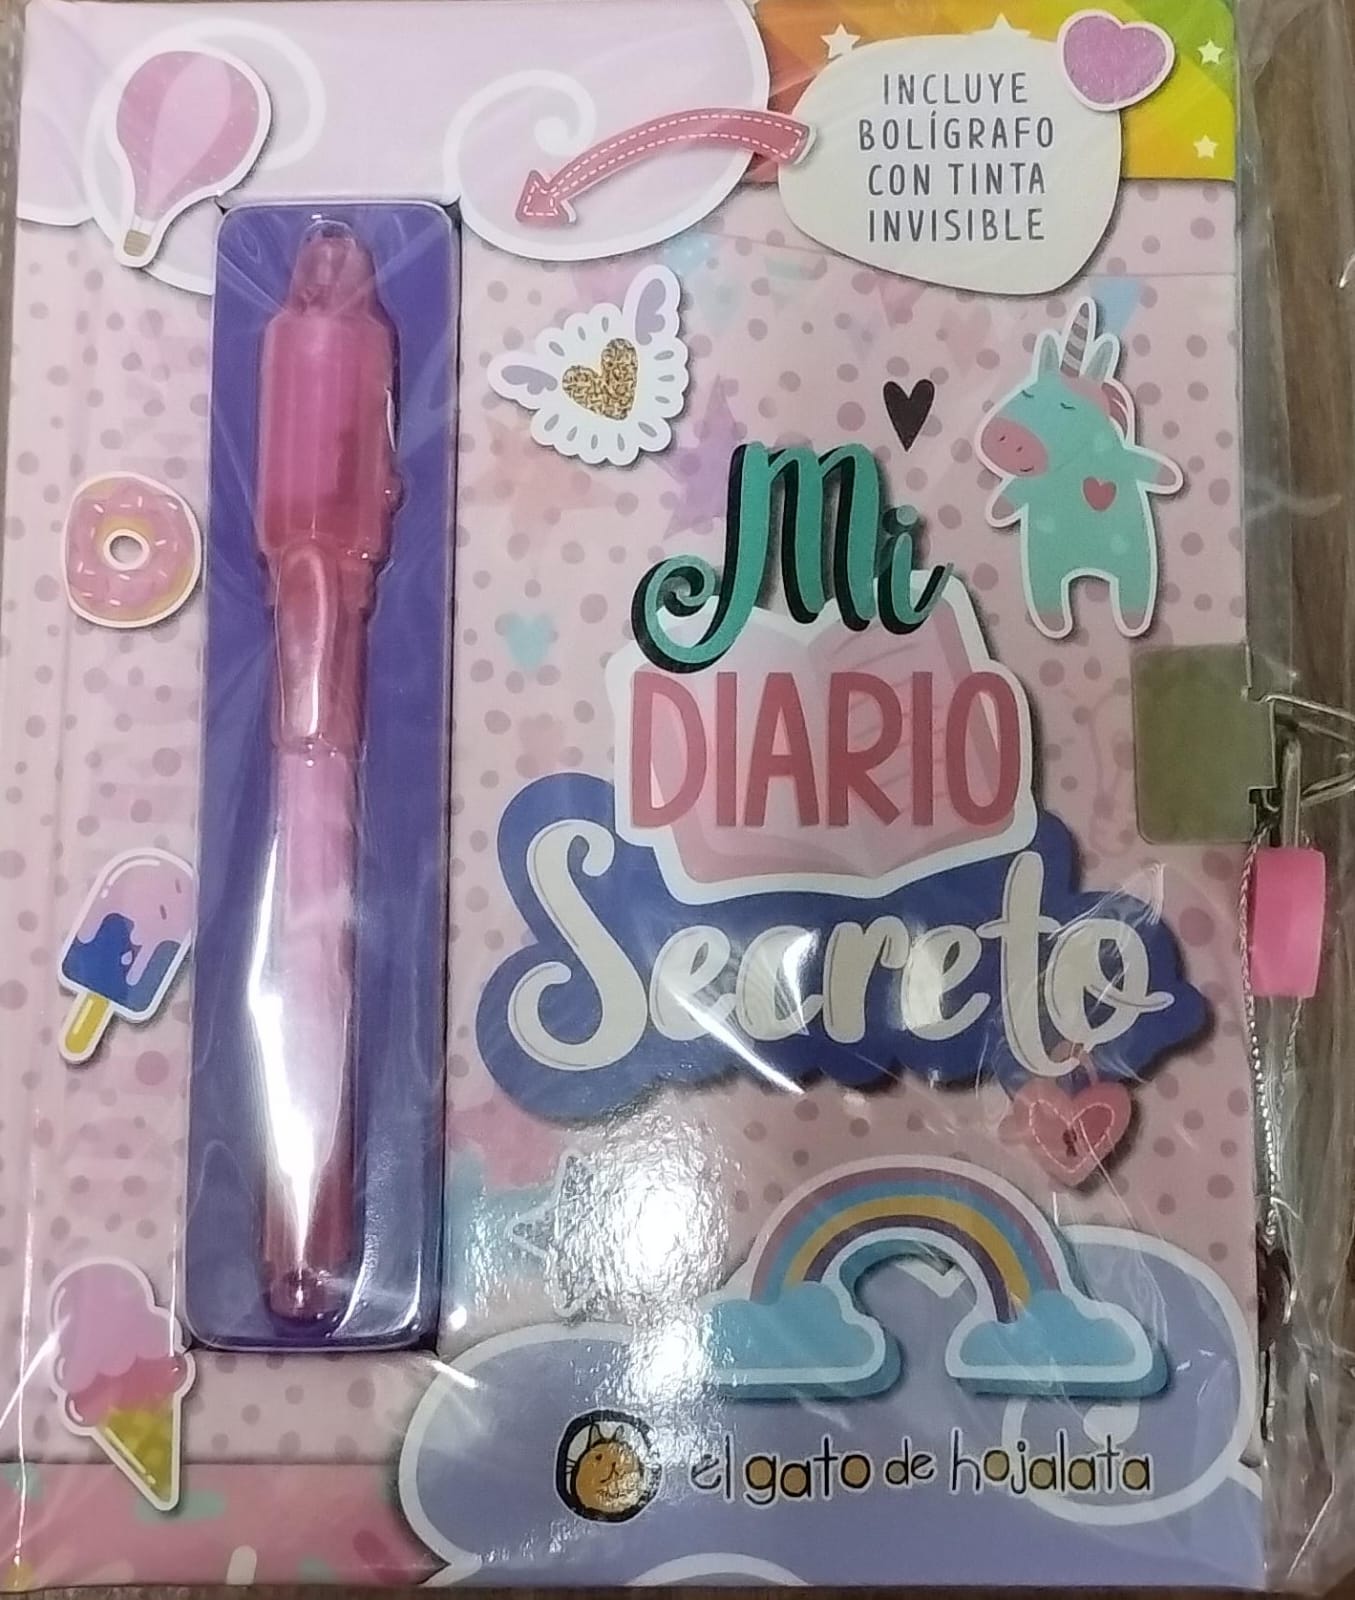 INCLUYE
BOLÍGRAFO
CON TINTA
INVISIBLE
Mi
DIARIO
Secreto
el gato de hojalata